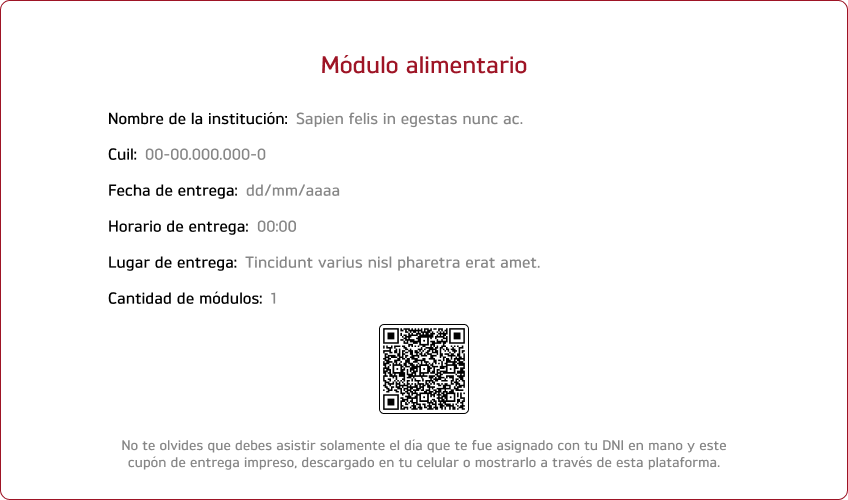 Módulo alimentario
Nombre de la institución: Sapien felis in egestas nunc ac.
Cuil: 00-00.000.000-0
Fecha de entrega: dd/mm/aaaa
Horario de entrega: 00:00
Lugar de entrega: Tincidunt varius nisl pharetra erat amet.
Cantidad de módulos: 1
No te olvides que debes asistir solamente el día que te fue asignado con tu DNI en mano y este
cupón de entrega impreso, descargado en tu celular o mostrarlo a través de esta plataforma.